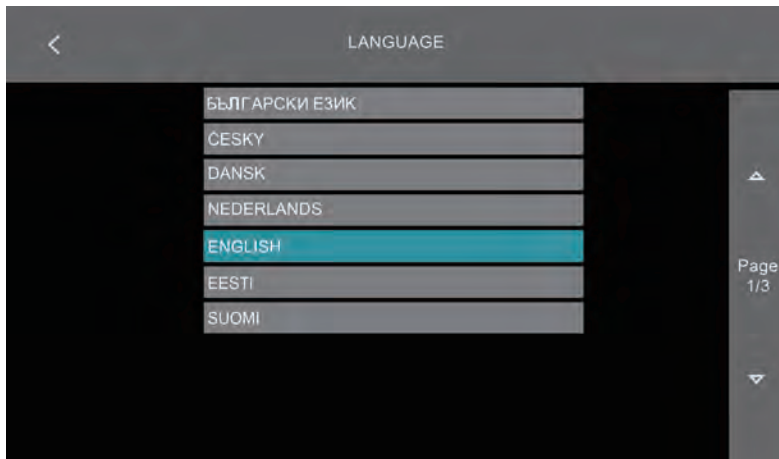 LANGUAGE
БЪЛГАРСКИ ЕЗИК
ČESKY
DANSK
NEDERLANDS
ENGLISH
EESTI
SUOMI
Page
1/3